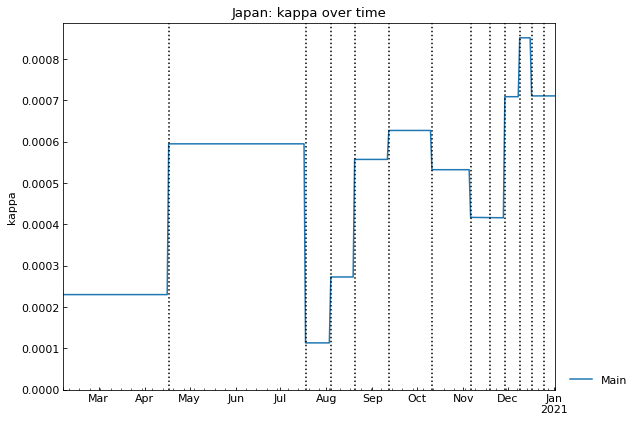 Japan: kappa over time
kappa
0.0008
0.0007
0.0006
0.0005
0.0004
0.0003
0.0002
0.0001
0.0000
Mar Apr May Jun Jul Aug Sep Oct Nov Dec Jan
2021
Main